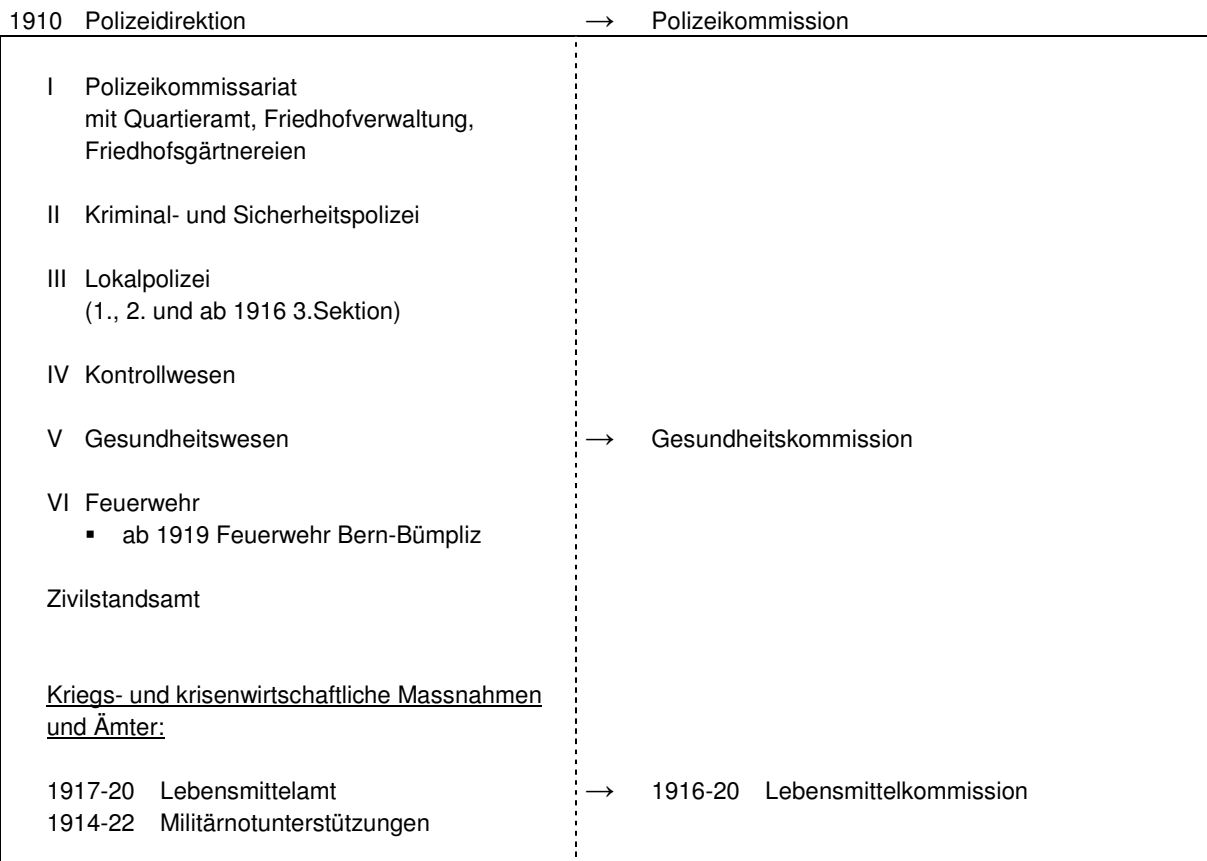 1910 Polizeidirektion → Polizeikommission
I Polizeikommissariat
mit Quartieramt, Friedhofverwaltung,
Friedhofsgärtnereien
II Kriminal- und Sicherheitspolizei
III Lokalpolizei
(1., 2. und ab 1916 3.Sektion)
IV Kontrollwesen
V Gesundheitswesen → Gesundheitskommission
VI Feuerwehr
▪ ab 1919 Feuerwehr Bern-Bümpliz
Zivilstandsamt
Kriegs- und krisenwirtschaftliche Massnahmen
und Ämter:
1917-20 Lebensmittelamt → 1916-20 Lebensmittelkommission
1914-22 Militärnotunterstützungen